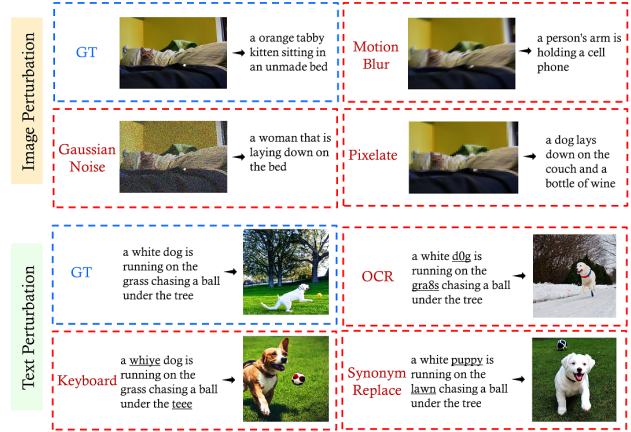 Image Perturbation
GT
a orange tabby
kitten sitting in
an unmade bed
Motion
Blur
a person's arm is
holding a cell
phone
Gaussian
Noise
a woman that is
laying down on
the bed
Pixelate
a dog lays
down on the
couch and a
bottle of wine
Text Perturbation
GT
a white dog is
running on the
grass chasing a ball
under the tree
OCR
a white d0g is
running on the
gra8s chasing a ball
under the tree
Keyboard
a whiye dog is
running on the
grass chasing a ball
under the teee
Synonym
Replace
a white puppy is
running on the
lawn chasing a ball
under the tree